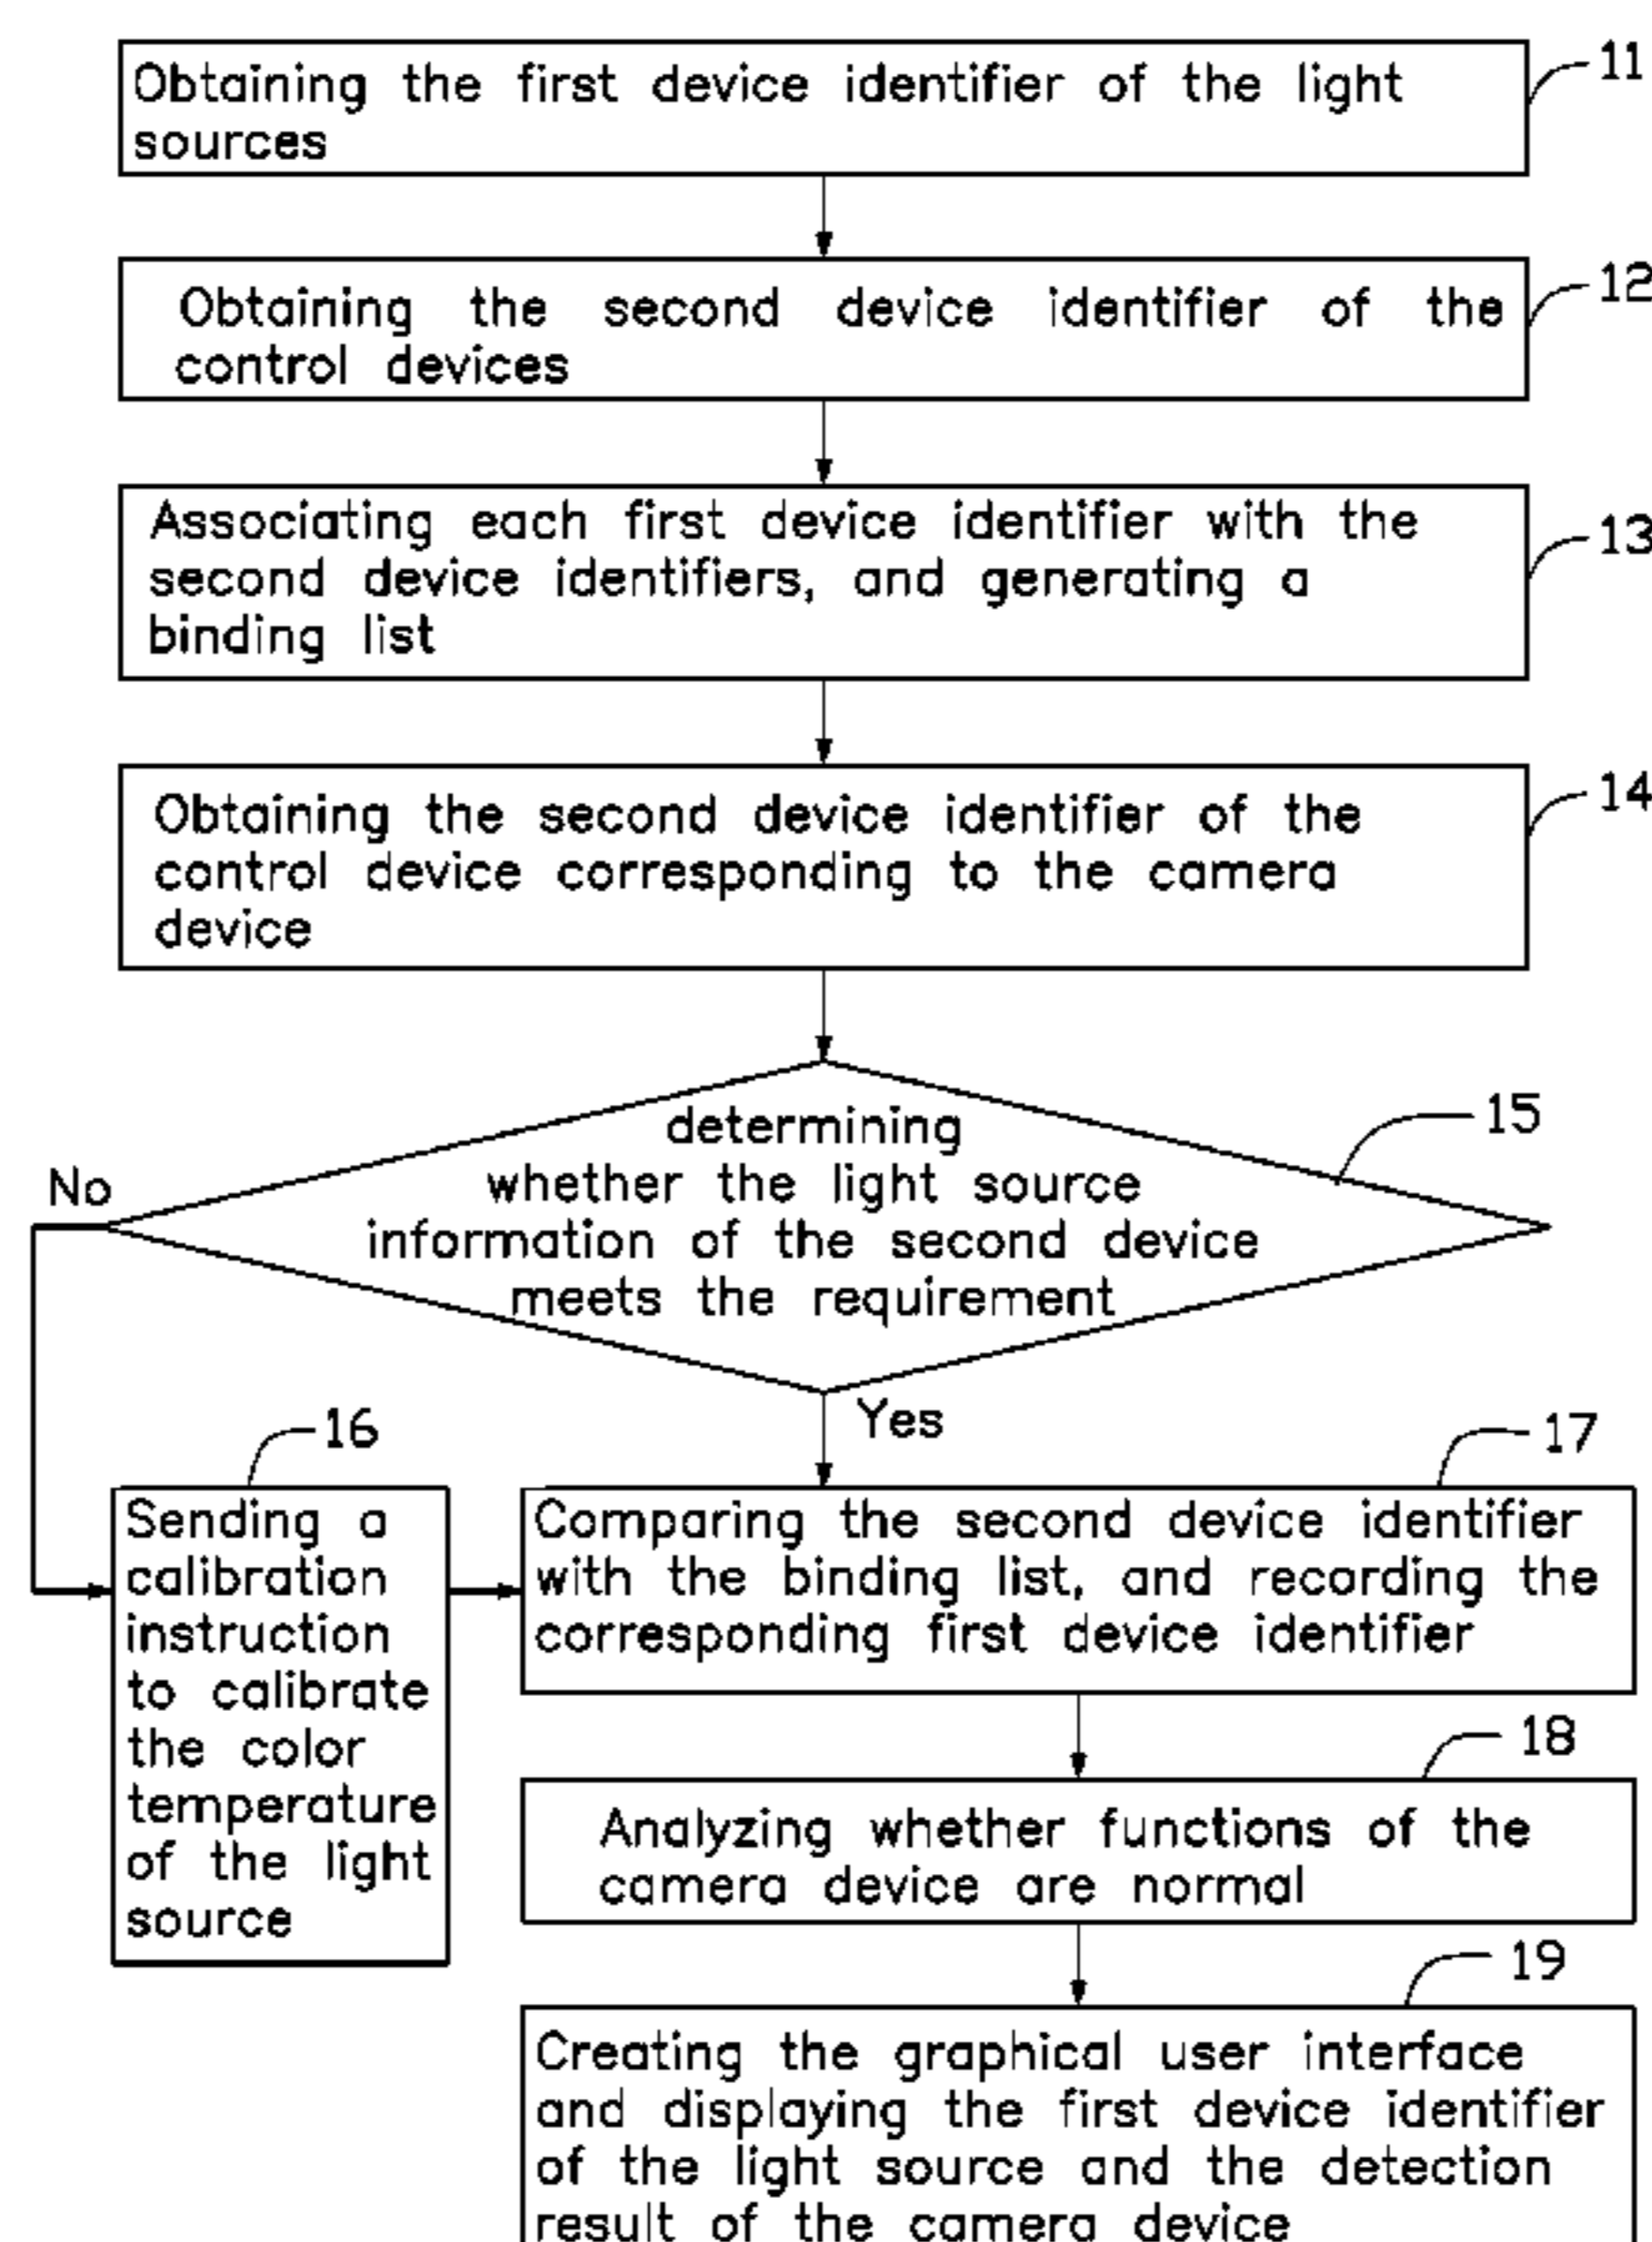 Obtaining the first device identifier of the light
sources
11
Obtaining the second device identifier of the
control devices
12
Associating each first device identifier with the
second device identifiers, and generating a
binding list
13
Obtaining the second device identifier of the
control device corresponding to the camera
device
14
determining
whether the light source
information of the second device
meets the requirement
15
No
Yes
16
Sending a
calibration
instruction
to calibrate
the color
temperature
of the light
source
17
Comparing the second device identifier
with the binding list, and recording the
corresponding first device identifier
18
Analyzing whether functions of the
camera device are normal
19
Creating the graphical user interface
and displaying the first device identifier
of the light source and the detection
result of the camera device